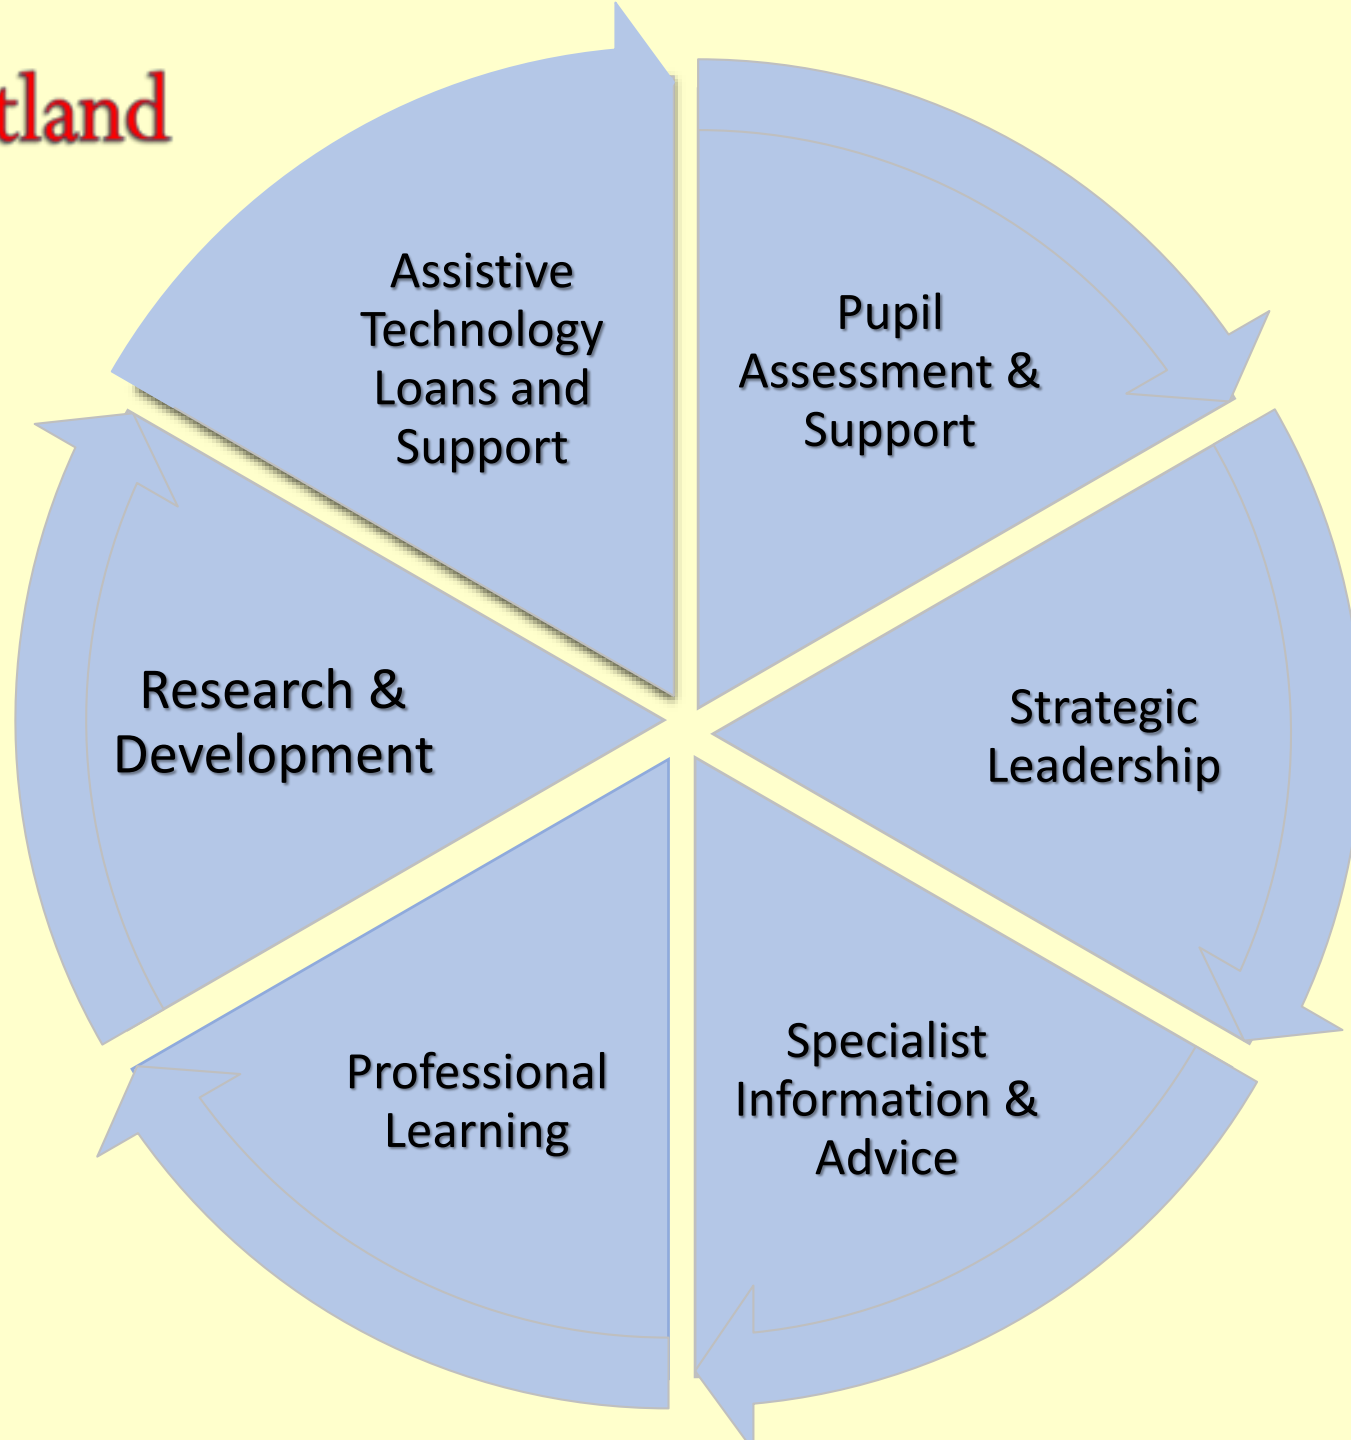 tland
Assistive
Technology
Loans and
Support
Pupil
Assessment &
Support
Strategic
Leadership
Specialist
Information &
Advice
Professional
Learning
Research &
Development